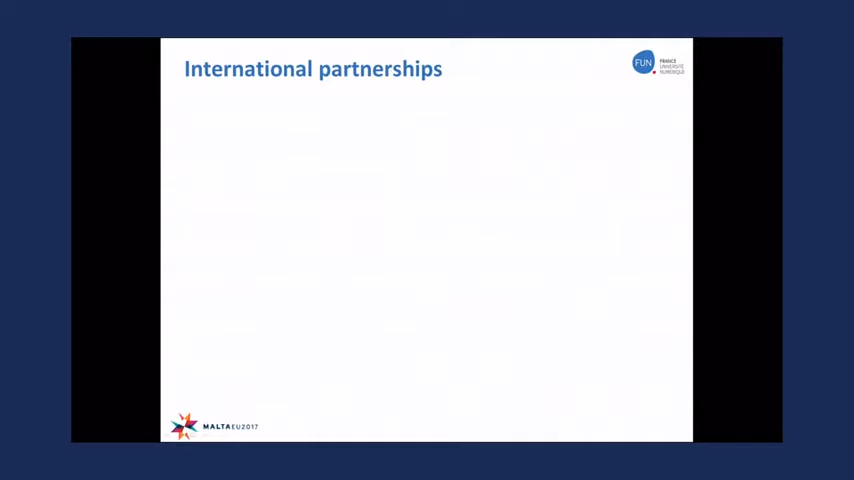 International partnerships
FUN
FRANCE
UNIVERSITÉ
NUMÉRIQUE
MALTAEU2017